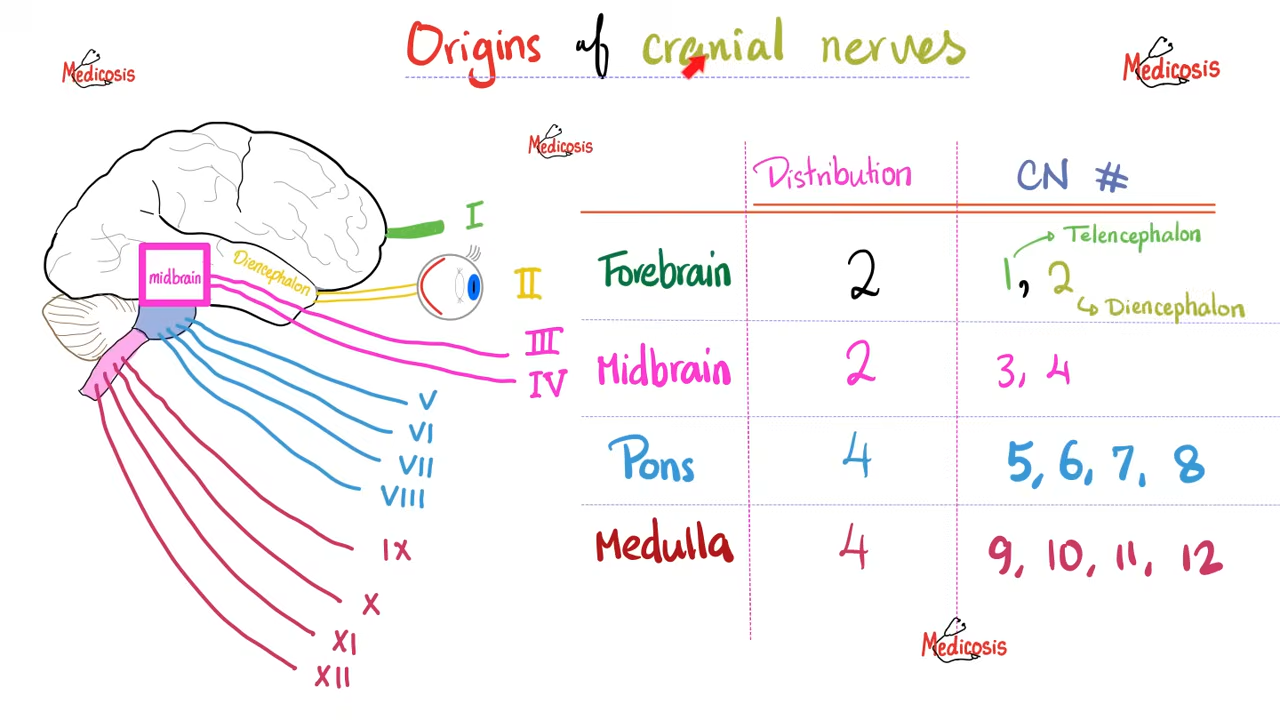 Origins of cranial nerves
Medicosis
Medicosis
Medicosis
Distribution
CN #
I
Telencephalon
midbrain
Diencephalon
II
Forebrain
2
1, 2
Diencephalon
III
IV
Midbrain
2
3, 4
V
VI
VII
VIII
Pons
4
5, 6, 7, 8
IX
X
XI
XII
Medulla
4
9, 10, 11, 12
Medicosis